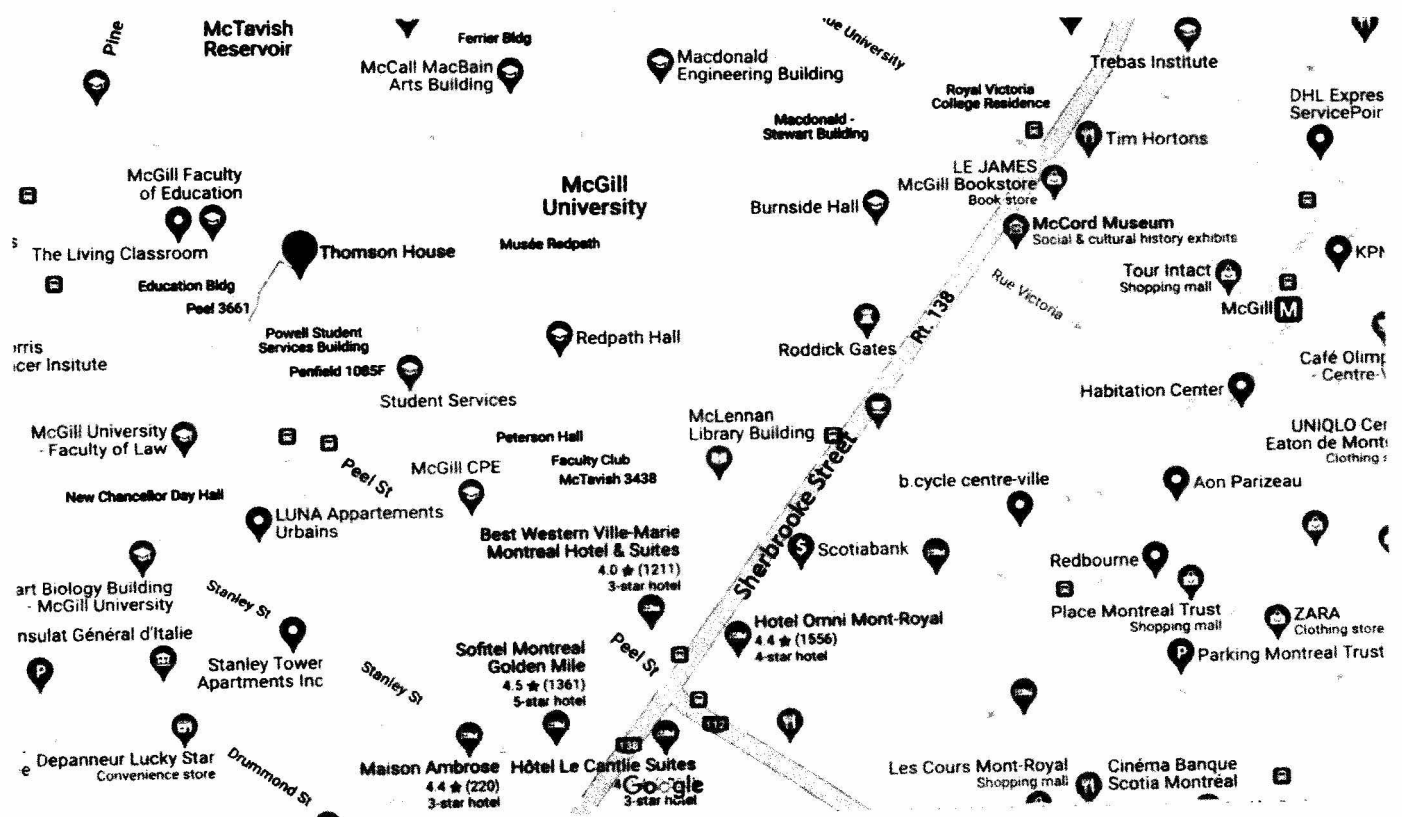 Pine
McTavish
Reservoir
Ferrier Bldg
McCall MacBain
Arts Building
Macdonald
Engineering Building
Rue University
Trebas Institute
Royal Victoria
College Residence
DHL Expres
ServicePoir
Macdonald -
Stewart Building
Tim Hortons
McGill Faculty
of Education
McGill
University
LE JAMES
McGill Bookstore
Book store
Burnside Hall
McCord Museum
Social & cultural history exhibits
s
The Living Classroom
Thomson House
Musée Redpath
KPM
Tour Intact
Shopping mall
Education Bldg
Peel 3661
Rue Victoria
McGill
M
Rt. 138
Powell Student
Services Building
Redpath Hall
Roddick Gates
orris
cer Insitute
Penfield 1085F
Café Olimp
- Centre-V
Student Services
Habitation Center
McLennan
Library Building
McGill University
- Faculty of Law
Peterson Hall
UNIQLO Cen
Eaton de Montr
Clothing s
Peel St
McGill CPE
Faculty Club
McTavish 3438
Sherbrooke Street
b.cycle centre-ville
Aon Parizeau
New Chancellor Day Hall
LUNA Appartements
Urbains
Best Western Ville-Marie
Montreal Hotel & Suites
4.0 ★ (1211)
3-star hotel
S
Scotiabank
Redbourne
art Biology Building
- McGill University
Stanley St
Place Montreal Trust
Shopping mall
ZARA
Clothing store
nsulat Général d'Italie
Hotel Omni Mont-Royal
4.4 ★ (1556)
4-star hotel
P
Stanley Tower
Apartments Inc
Stanley St
Sofitel Montreal
Golden Mile
4.5 ★ (1361)
5-star hotel
Peel St
P
Parking Montreal Trust
112
138
e
Depanneur Lucky Star
Convenience store
Drummond St
Maison Ambrose
4.4 ★ (220)
3-star hotel
Hôtel Le Cantlie Suites
4
Google
3-star hotel
Les Cours Mont-Royal
Shopping mall
Cinéma Banque
Scotia Montréal